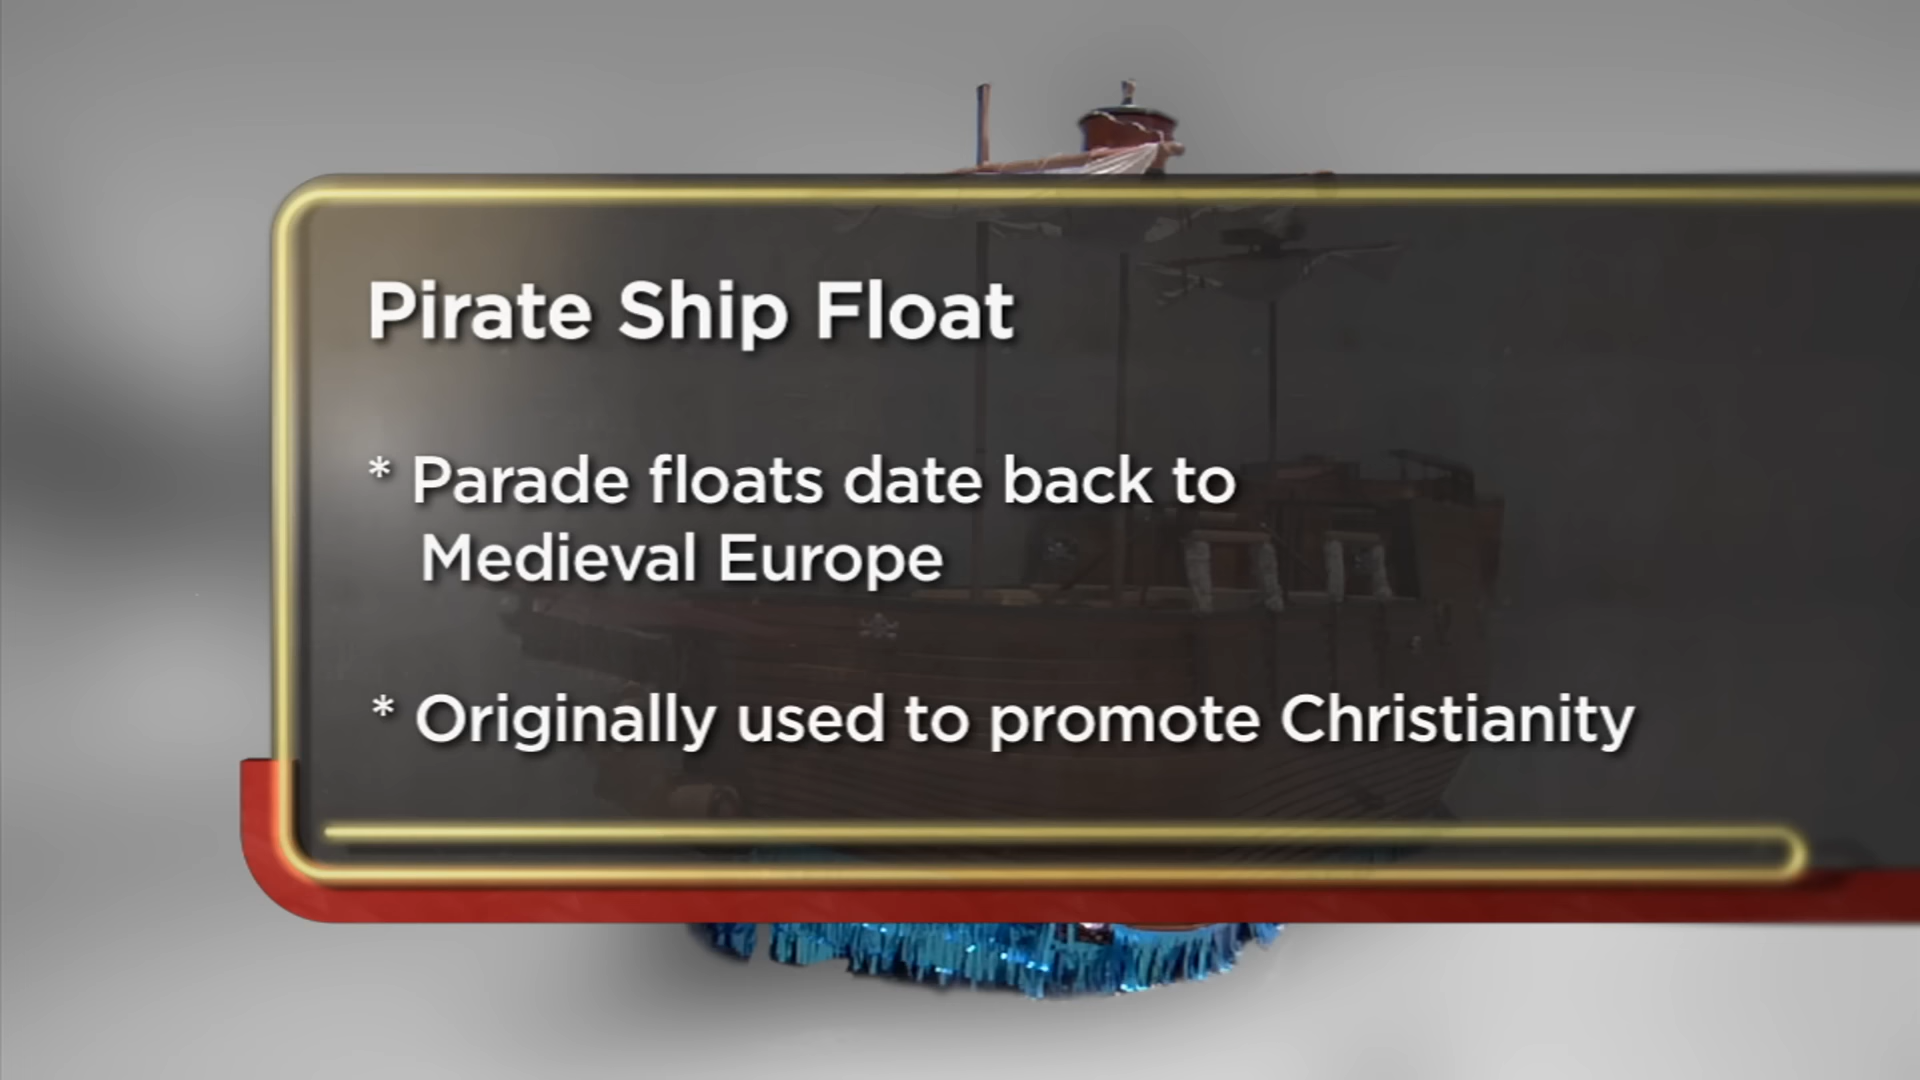 Pirate Ship Float
* Parade floats date back to
Medieval Europe
* Originally used to promote Christianity